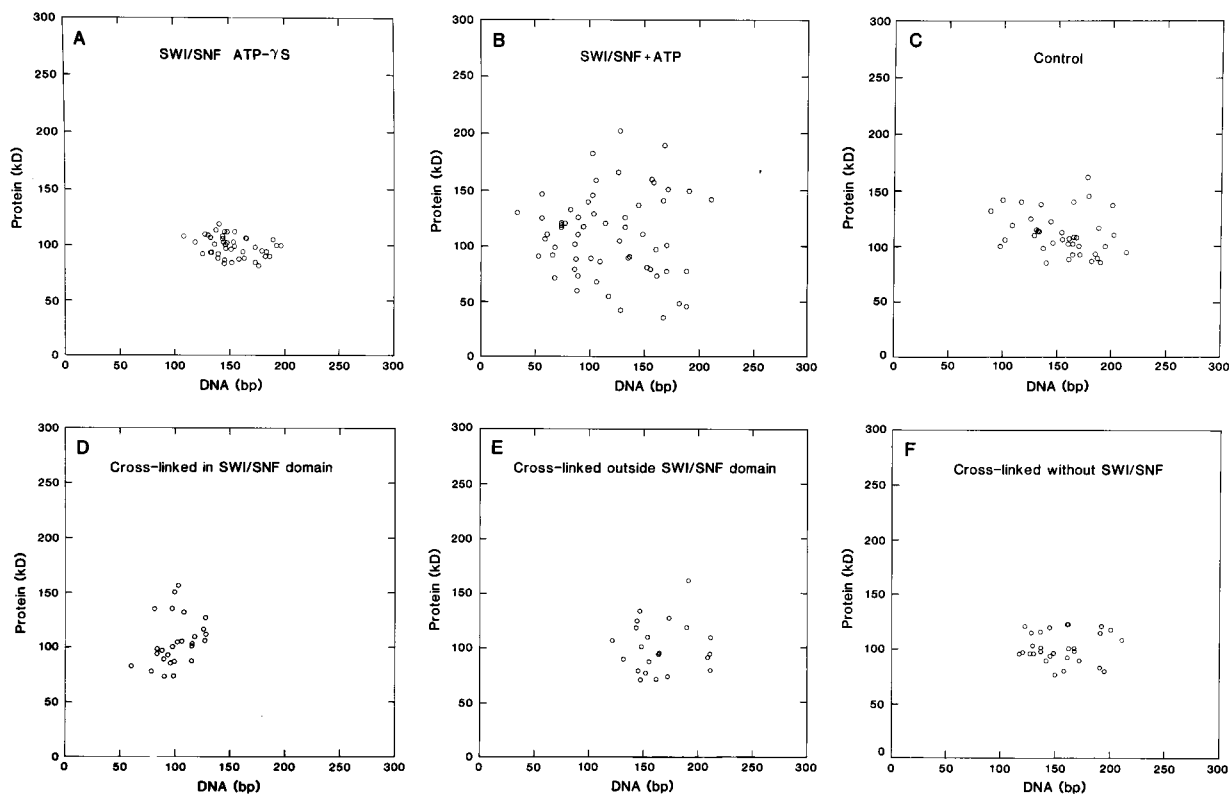 A
SWI/SNF ATP-γS
300
250
200
150
100
50
0
Protein (kD)
0 50 100 150 200 250 300
DNA (bp)
B
SWI/SNF+ATP
300
250
200
150
100
50
0
Protein (kD)
0 50 100 150 200 250 300
DNA (bp)
C
Control
300
250
200
150
100
50
0
Protein (kD)
0 50 100 150 200 250 300
DNA (bp)
D
Cross-linked in SWI/SNF domain
300
250
200
150
100
50
0
Protein (kD)
0 50 100 150 200 250 300
DNA (bp)
E
Cross-linked outside SWI/SNF domain
300
250
200
150
100
50
0
Protein (kD)
0 50 100 150 200 250 300
DNA (bp)
F
Cross-linked without SWI/SNF
300
250
200
150
100
50
0
Protein (kD)
0 50 100 150 200 250 300
DNA (bp)